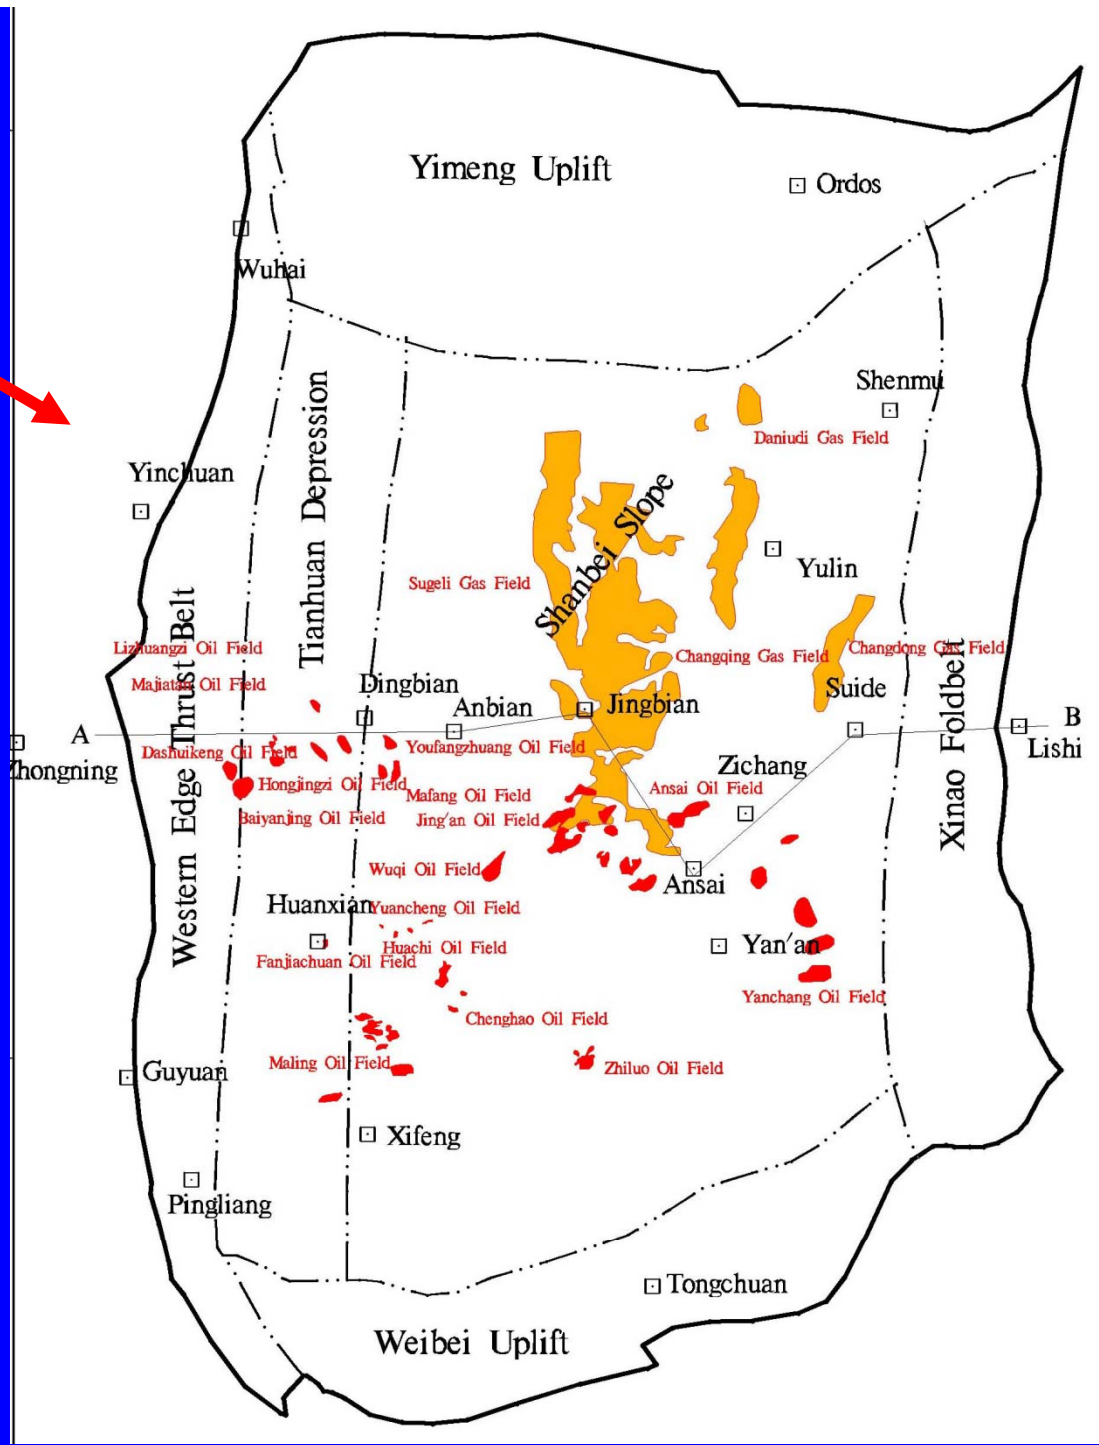 Yimeng Uplift
Ordos
Wuhai
Shenmu
Daniudi Gas Field
Tianhuan Depression
Yinchuan
Shanbei Slope
Yulin
Sugeli Gas Field
Western Edge Thrust Belt
Lizhuangzi Oil Field
Changqing Gas Field
Changdong Gas Field
Majiatan Oil Field
Dingbian
Suide
Xinao Foldbelt
Anbian
Jingbian
A
B
Zhongning
Lishi
Dashuikeng Oil Field
Youfangzhuang Oil Field
Zichang
Hongjingzi Oil Field
Mafang Oil Field
Ansai Oil Field
Baiyanjing Oil Field
Jing'an Oil Field
Wuqi Oil Field
Ansai
Huanxian
Yuancheng Oil Field
Huachi Oil Field
Yan'an
Fanjiachuan Oil Field
Yanchang Oil Field
Chenghao Oil Field
Maling Oil Field
Zhiluo Oil Field
Guyuan
Xifeng
Pingliang
Tongchuan
Weibei Uplift